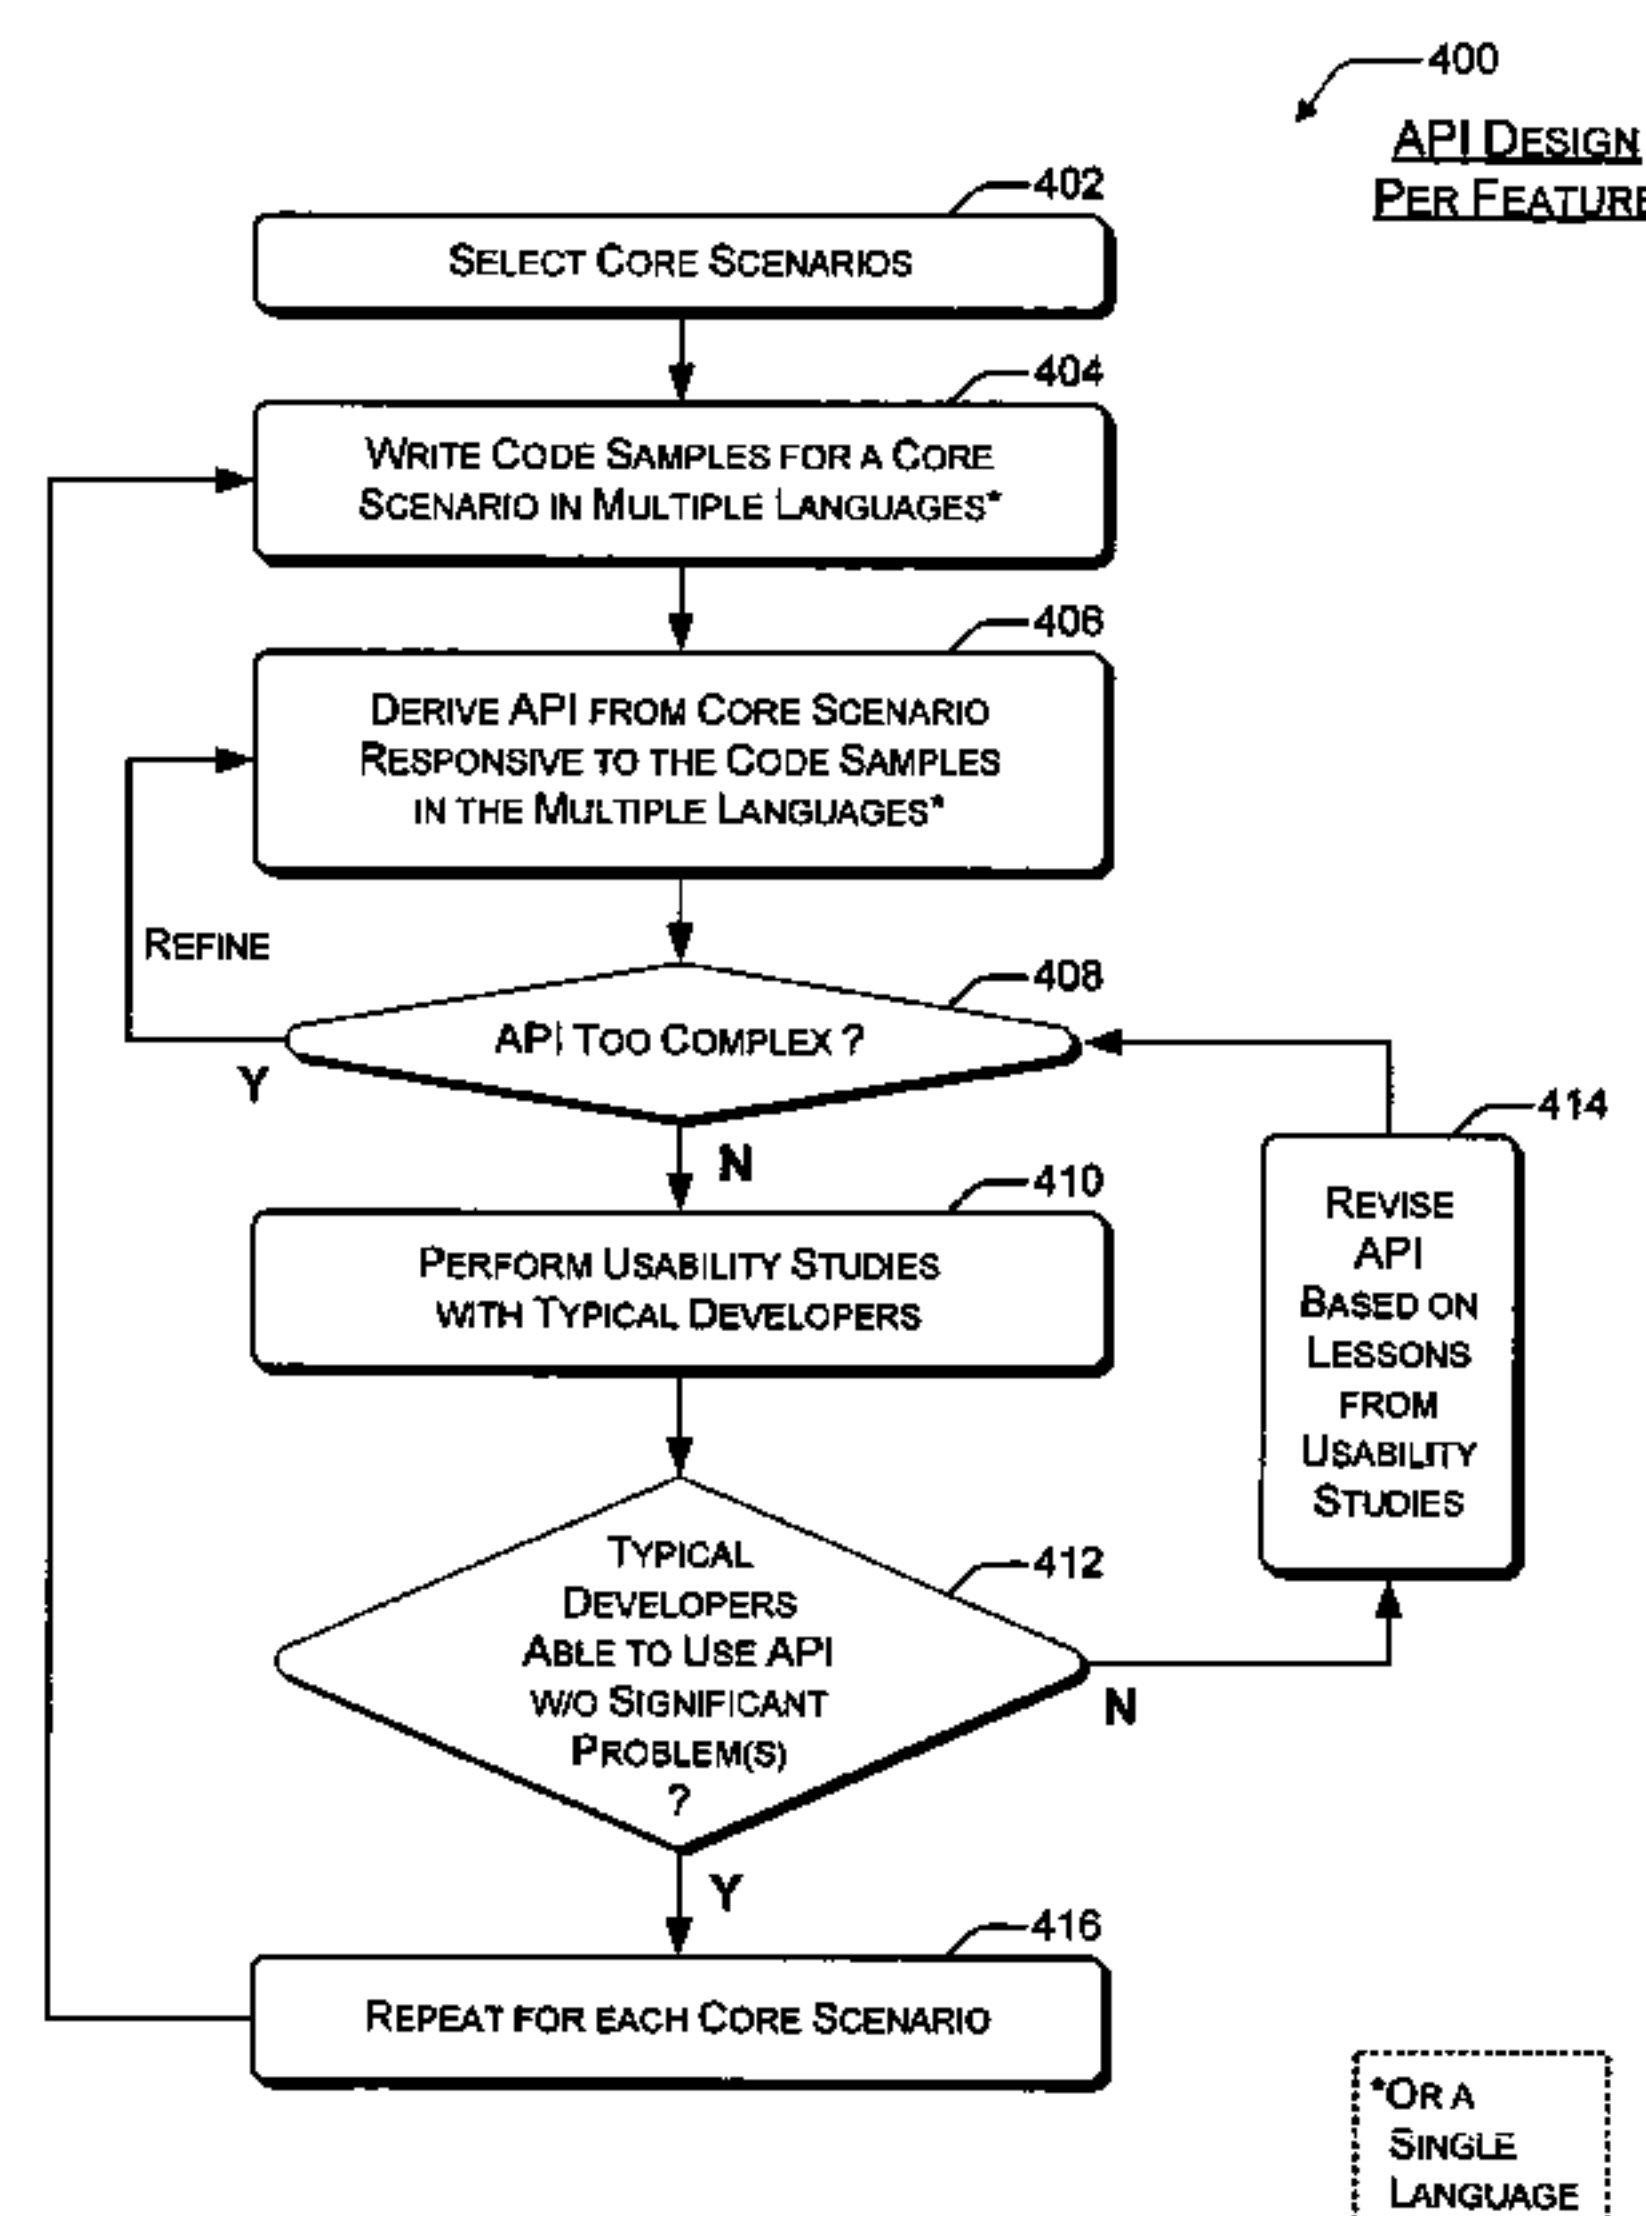 400
API DESIGN
PER FEATURE
402
SELECT CORE SCENARIOS
404
WRITE CODE SAMPLES FOR A CORE
SCENARIO IN MULTIPLE LANGUAGES*
406
DERIVE API FROM CORE SCENARIO
RESPONSIVE TO THE CODE SAMPLES
IN THE MULTIPLE LANGUAGES*
REFINE
408
API TOO COMPLEX ?
Y
N
414
REVISE
API
BASED ON
LESSONS
FROM
USABILITY
STUDIES
410
PERFORM USABILITY STUDIES
WITH TYPICAL DEVELOPERS
412
TYPICAL
DEVELOPERS
ABLE TO USE API
W/O SIGNIFICANT
PROBLEM(S)
?
N
Y
416
REPEAT FOR EACH CORE SCENARIO
*OR A
SINGLE
LANGUAGE